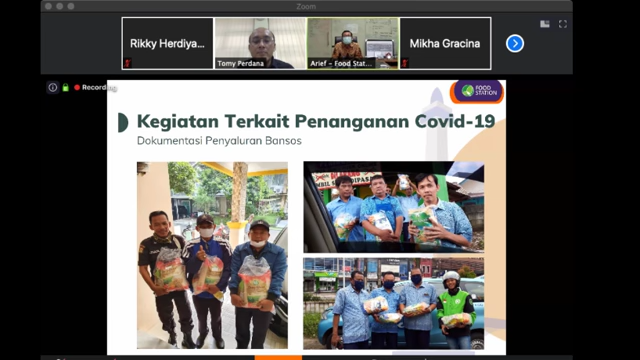 Zoom
Rikky Herdiya...
Tomy Perdana
Arief – Food Stat...
Mikha Gracina
Recording
FOOD
STATION
Kegiatan Terkait Penanganan Covid-19
Dokumentasi Penyaluran Bansos